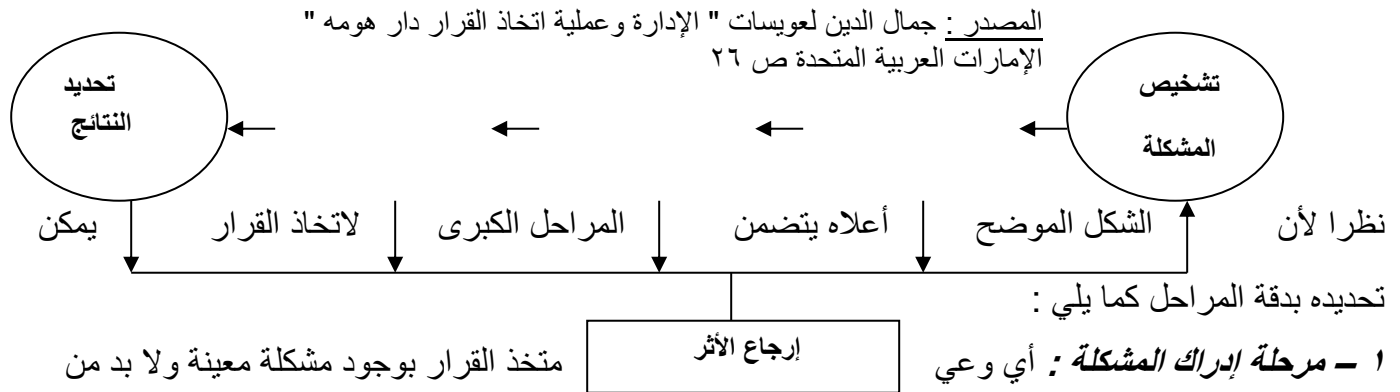 المصدر : جمال الدين لعويسات " الإدارة وعملية اتخاذ القرار دار هومه "
الإمارات العربية المتحدة ص ٢٦
تشخيص
المشكلة
تحديد
النتائج
نظرا لأن الشكل الموضح أعلاه يتضمن المراحل الكبرى لاتخاذ القرار يمكن
تحديده بدقة المراحل كما يلي :
١ – مرحلة إدراك المشكلة : أي وعي متخذ القرار بوجود مشكلة معينة ولا بد من
إرجاع الأثر